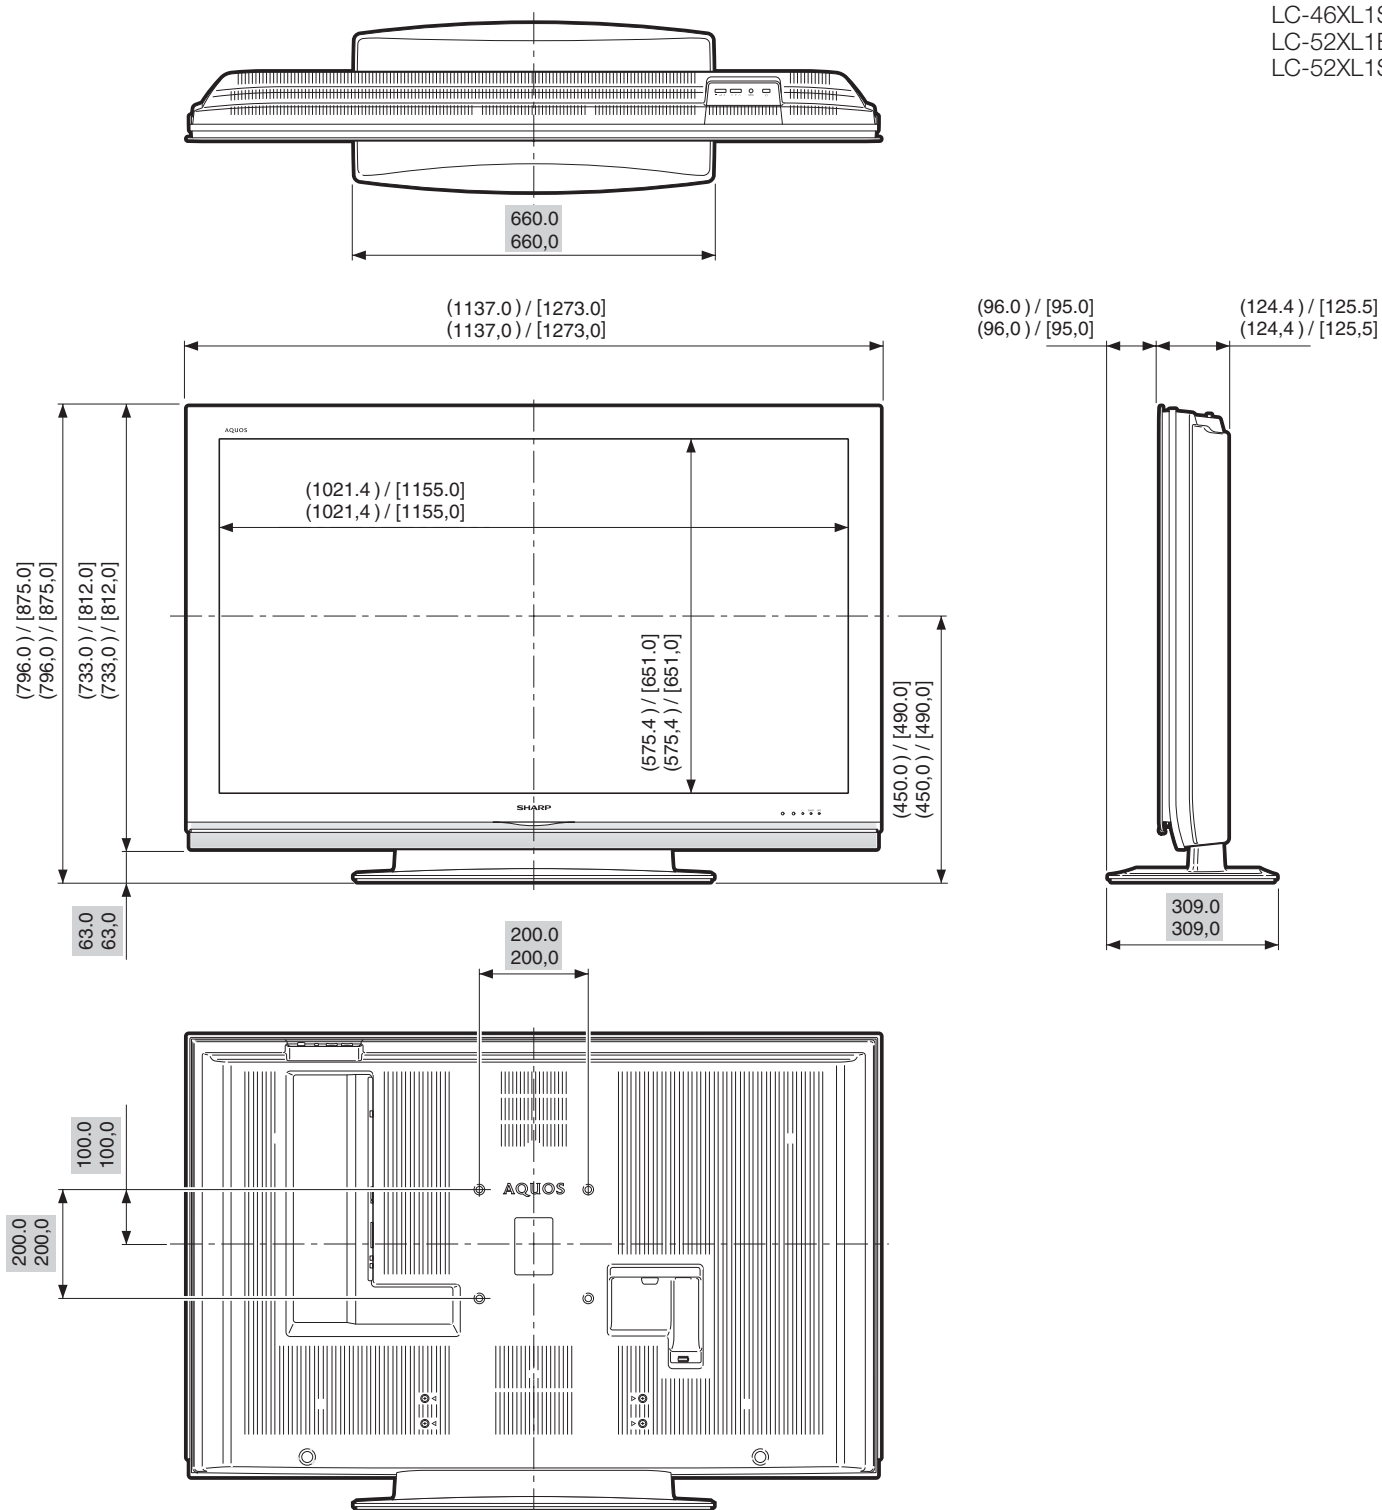 LC-46XL1S
LC-52XL1E
LC-52XL1S
660.0
660,0
(1137.0 ) / [1273.0]
(1137,0 ) / [1273,0]
(96.0 ) / [95.0]
(96,0 ) / [95,0]
(124.4 ) / [125.5]
(124,4 ) / [125,5]
AQUOS
(1021.4 ) / [1155.0]
(1021,4 ) / [1155,0]
(796.0 ) / [875.0]
(796,0 ) / [875,0]
(733.0 ) / [812.0]
(733,0 ) / [812,0]
(575.4 ) / [651.0]
(575,4 ) / [651,0]
(450.0 ) / [490.0]
(450,0 ) / [490,0]
SHARP
63.0
63,0
309.0
309,0
200.0
200,0
100.0
100,0
AQUOS
200.0
200,0